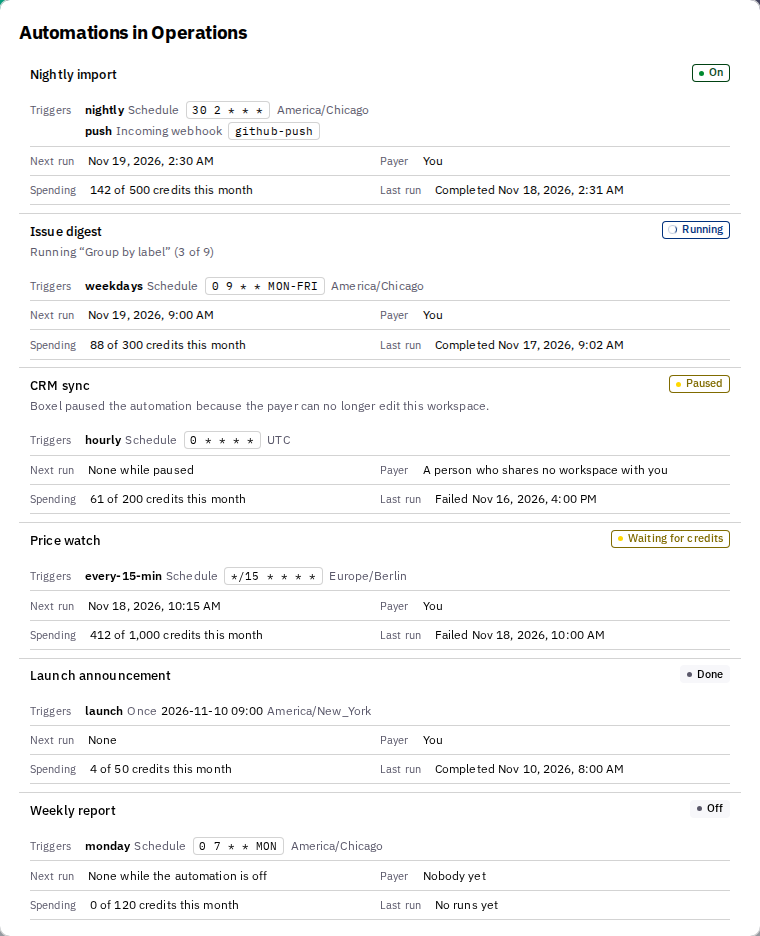 Automations in Operations
Nightly import
On
Triggers nightly Schedule 30 2 * * * America/Chicago
push Incoming webhook github-push
Next run Nov 19, 2026, 2:30 AM Payer You
Spending 142 of 500 credits this month Last run Completed Nov 18, 2026, 2:31 AM
Issue digest
Running
Running “Group by label” (3 of 9)
Triggers weekdays Schedule 0 9 * * MON-FRI America/Chicago
Next run Nov 19, 2026, 9:00 AM Payer You
Spending 88 of 300 credits this month Last run Completed Nov 17, 2026, 9:02 AM
CRM sync
Paused
Boxel paused the automation because the payer can no longer edit this workspace.
Triggers hourly Schedule 0 * * * * UTC
Next run None while paused Payer A person who shares no workspace with you
Spending 61 of 200 credits this month Last run Failed Nov 16, 2026, 4:00 PM
Price watch
Waiting for credits
Triggers every-15-min Schedule */15 * * * * Europe/Berlin
Next run Nov 18, 2026, 10:15 AM Payer You
Spending 412 of 1,000 credits this month Last run Failed Nov 18, 2026, 10:00 AM
Launch announcement
Done
Triggers launch Once 2026-11-10 09:00 America/New_York
Next run None Payer You
Spending 4 of 50 credits this month Last run Completed Nov 10, 2026, 8:00 AM
Weekly report
Off
Triggers monday Schedule 0 7 * * MON America/Chicago
Next run None while the automation is off Payer Nobody yet
Spending 0 of 120 credits this month Last run No runs yet